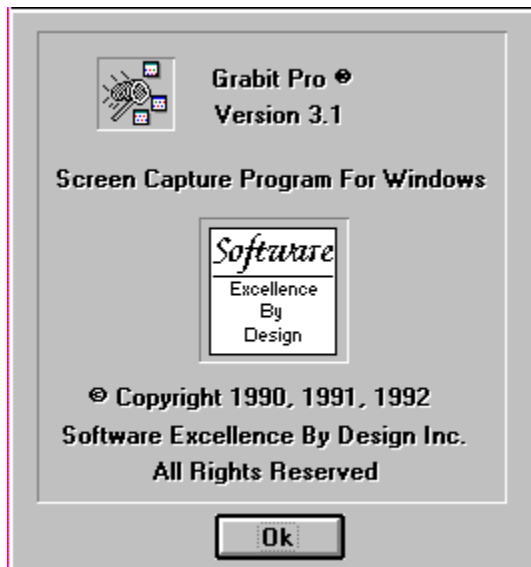 Grabit Pro ®
Version 3.1
Screen Capture Program For Windows
Software
Excellence
By
Design
© Copyright 1990, 1991, 1992
Software Excellence By Design Inc.
All Rights Reserved
Ok